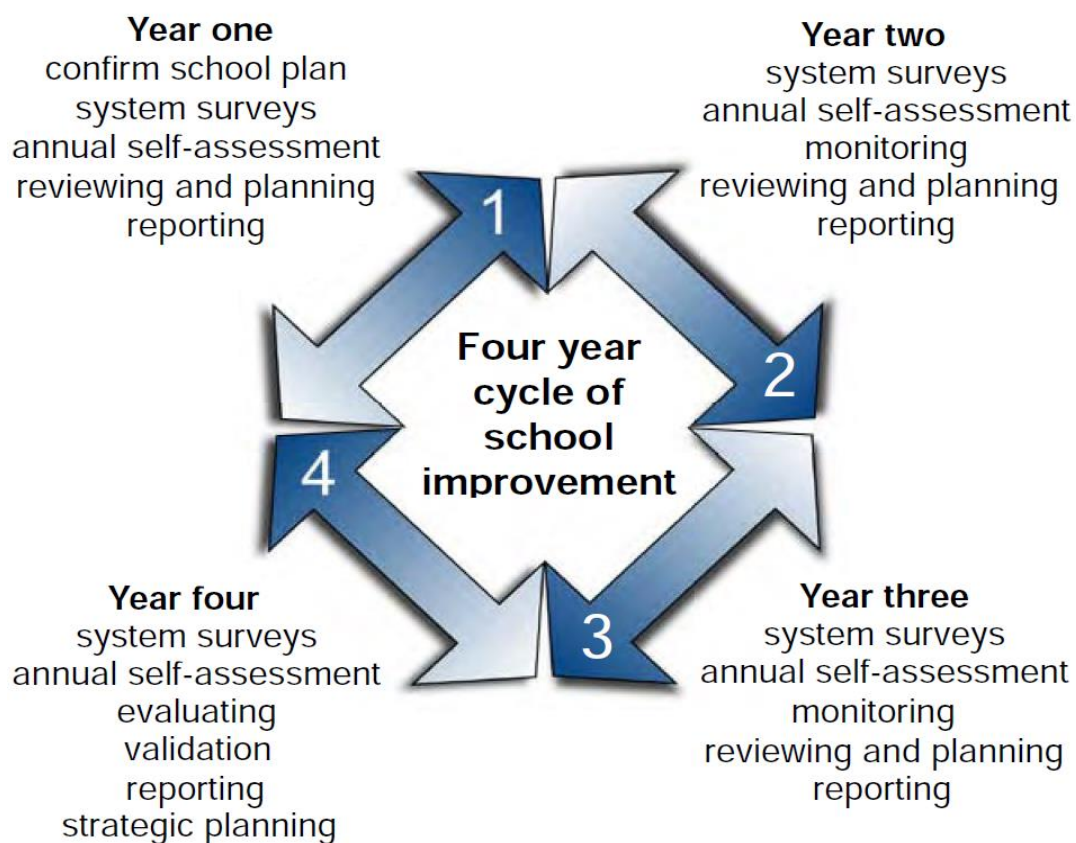 Year one
confirm school plan
system surveys
annual self-assessment
reviewing and planning
reporting
Year two
system surveys
annual self-assessment
monitoring
reviewing and planning
reporting
1
2
Four year
cycle of
school
improvement
4
3
Year four
system surveys
annual self-assessment
evaluating
validation
reporting
strategic planning
Year three
system surveys
annual self-assessment
monitoring
reviewing and planning
reporting